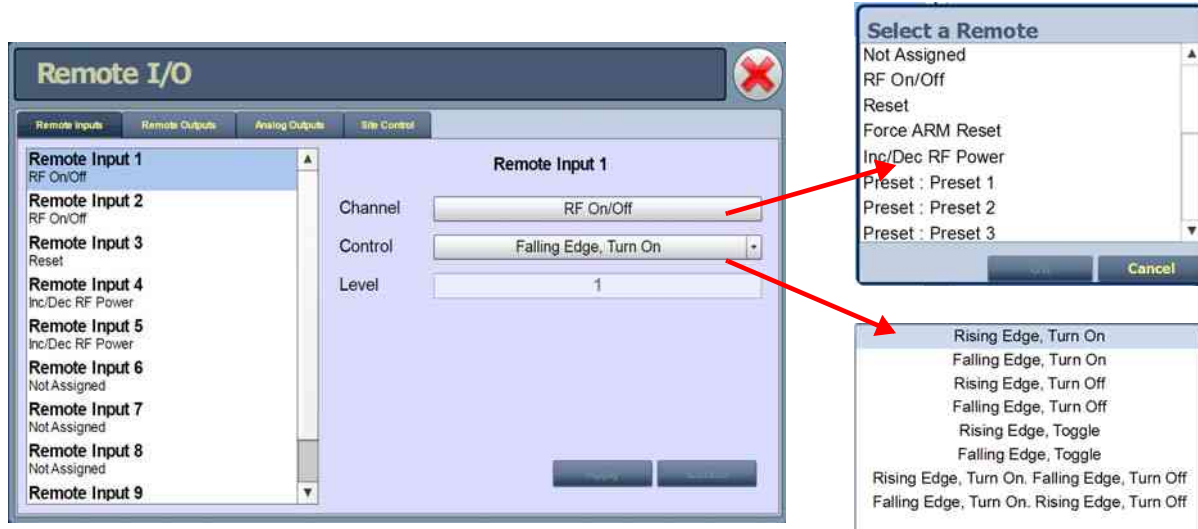 Remote I/O
Remote Inputs Remote Outputs Analog Outputs Site Control
Remote Input 1
RF On/Off
Remote Input 2
RF On/Off
Remote Input 3
Reset
Remote Input 4
Inc/Dec RF Power
Remote Input 5
Inc/Dec RF Power
Remote Input 6
Not Assigned
Remote Input 7
Not Assigned
Remote Input 8
Not Assigned
Remote Input 9
Remote Input 1
Channel RF On/Off
Control Falling Edge, Turn On
Level 1
Select a Remote
Not Assigned
RF On/Off
Reset
Force ARM Reset
Inc/Dec RF Power
Preset : Preset 1
Preset : Preset 2
Preset : Preset 3
Cancel
Rising Edge, Turn On
Falling Edge, Turn On
Rising Edge, Turn Off
Falling Edge, Turn Off
Rising Edge, Toggle
Falling Edge, Toggle
Rising Edge, Turn On. Falling Edge, Turn Off
Falling Edge, Turn On. Rising Edge, Turn Off